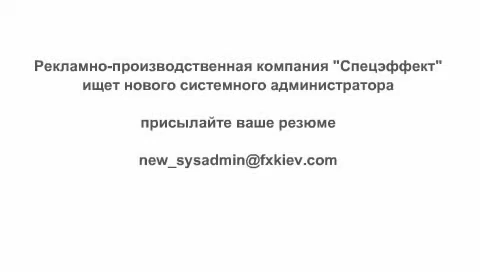 Рекламно-производственная компания "Спецэффект"
ищет нового системного администратора
присылайте ваше резюме
new_sysadmin@fxkiev.com